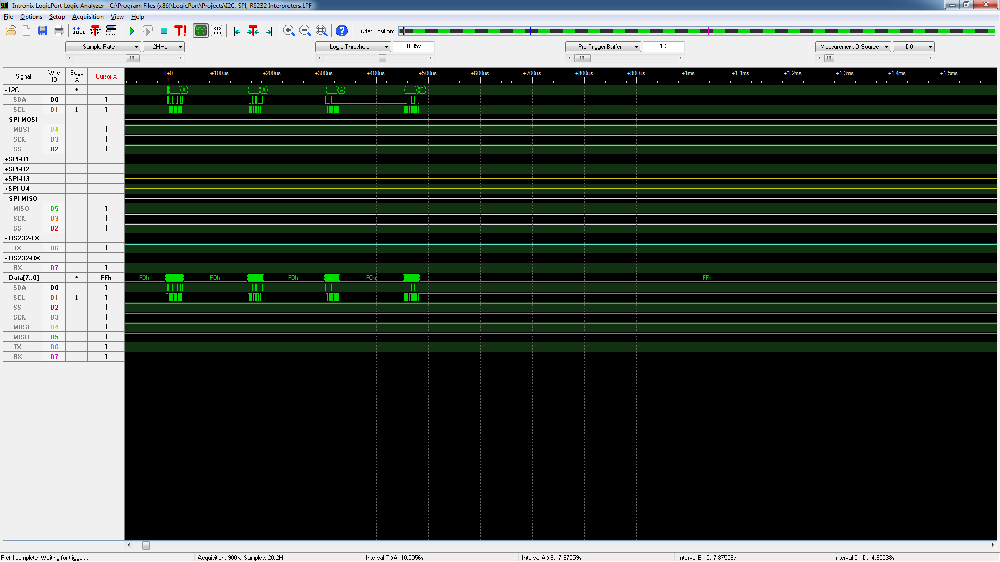 Intronix LogicPort Logic Analyzer - C:\Program Files (x86)\LogicPort\Projects\I2C, SPI, RS232 Interpreters.LPF
File Options Setup Acquisition View Help
T! 1010 0101 ? Buffer Position:
Sample Rate 2MHz Logic Threshold 0.95v Pre-Trigger Buffer 1% Measurement D Source D0
Signal Wire ID Edge A Cursor A T+0 +100us +200us +300us +400us +500us +600us +700us +800us +900us +1ms +1.1ms +1.2ms +1.3ms +1.4ms +1.5ms
T
- I2C A A A P
SDA D0 1
SCL D1 1
- SPI-MOSI
MOSI D4 1
SCK D3 1
SS D2 1
+SPI-U1
+SPI-U2
+SPI-U3
+SPI-U4
- SPI-MISO
MISO D5 1
SCK D3 1
SS D2 1
- RS232-TX
TX D6 1
- RS232-RX
RX D7 1
- Data[7..0] FFh FDh FDh FDh FCh FFh
SDA D0 1
SCL D1 1
SS D2 1
SCK D3 1
MOSI D4 1
MISO D5 1
TX D6 1
RX D7 1
Prefill complete, Waiting for trigger... Acquisition: 900K, Samples: 20.2M Interval T->A: 10.0056s Interval A->B: -7.87559s Interval B->C: 7.87559s Interval C->D: -4.85038s